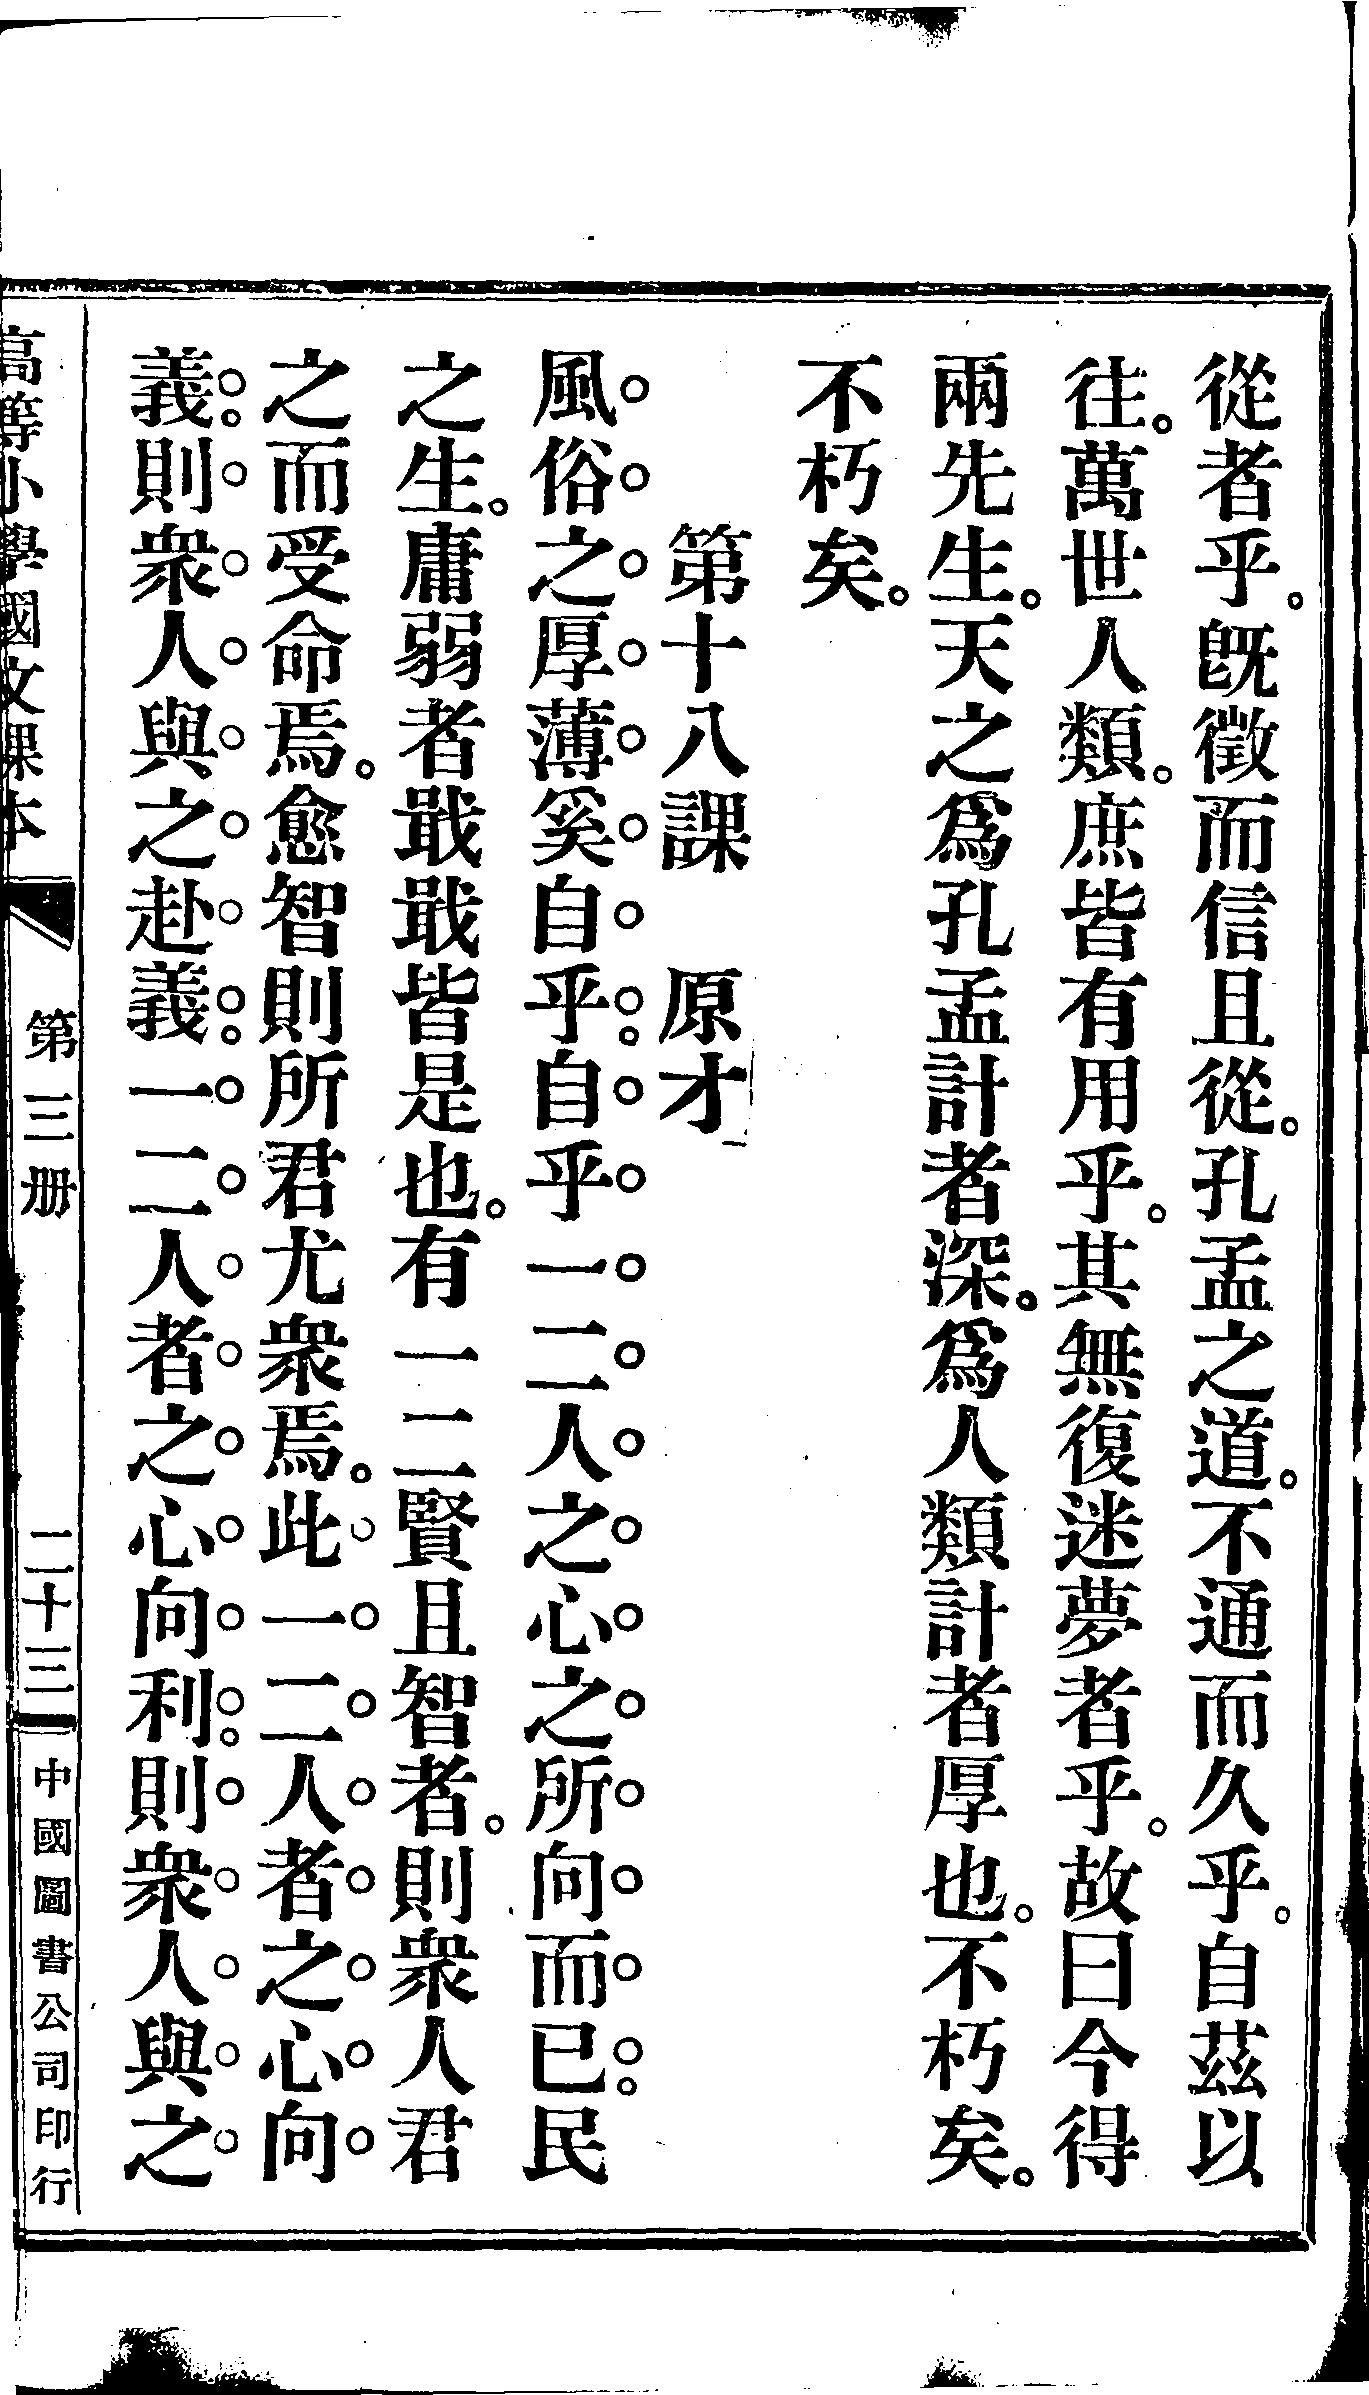 從者乎。既徵而信且從。孔孟之道。不通而久乎。自茲以
往。萬世人類。庶皆有用乎。其無復迷夢者乎。故曰今得
兩先生。天之爲孔孟計者深。爲人類計者厚也。不朽矣。
不朽矣。
第十八課　原才
風俗之厚薄奚自乎。自乎一二人之心之所向而已。民
之生。庸弱者戢戢皆是也。有一二賢且智者。則衆人君
之而受命焉。愈智則所君尤衆焉。此一二人者之心向
義。則衆人與之赴義。一二人者之心向利。則衆人與之
高等小學國文課本　第三册　二十三　中國圖書公司印行